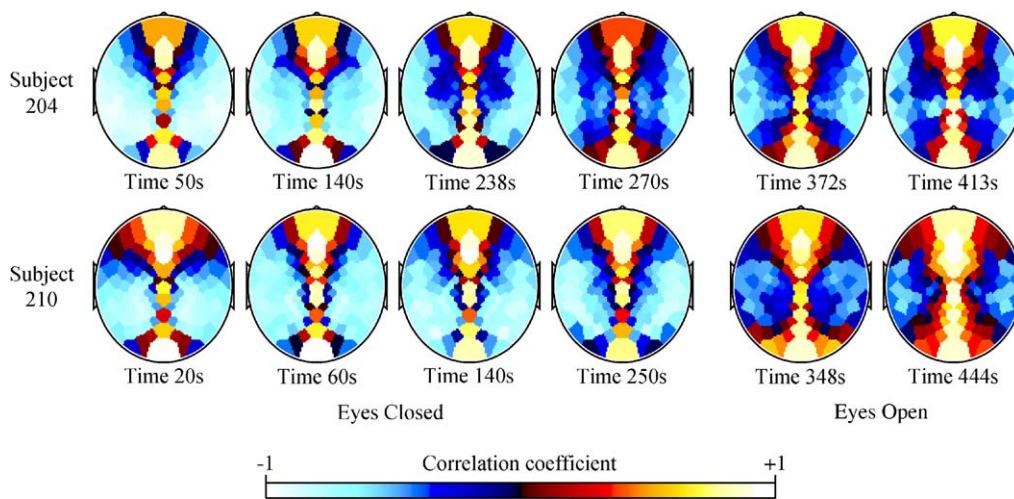 Subject
204
Time 50s
Time 140s
Time 238s
Time 270s
Time 372s
Time 413s
Subject
210
Time 20s
Time 60s
Time 140s
Time 250s
Time 348s
Time 444s
Eyes Closed
Eyes Open
-1
Correlation coefficient
+1